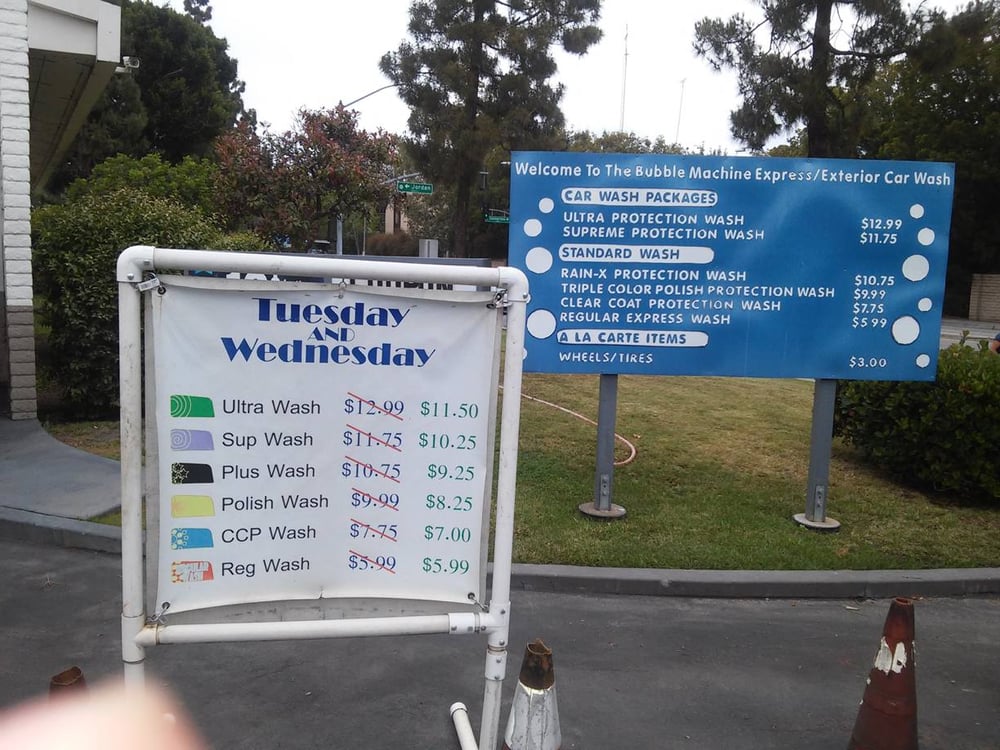 Tuesday
AND
Wednesday
Ultra Wash $12.99 $11.50
Sup Wash $11.75 $10.25
Plus Wash $10.75 $9.25
Polish Wash $9.99 $8.25
CCP Wash $7.75 $7.00
Reg Wash $5.99 $5.99
Welcome To The Bubble Machine Express/Exterior Car Wash
CAR WASH PACKAGES
ULTRA PROTECTION WASH $12.99
SUPREME PROTECTION WASH $11.75
STANDARD WASH
RAIN-X PROTECTION WASH $10.75
TRIPLE COLOR POLISH PROTECTION WASH $9.99
CLEAR COAT PROTECTION WASH $7.75
REGULAR EXPRESS WASH $5 99
A LA CARTE ITEMS
WHEELS/TIRES $3.00
Jordan